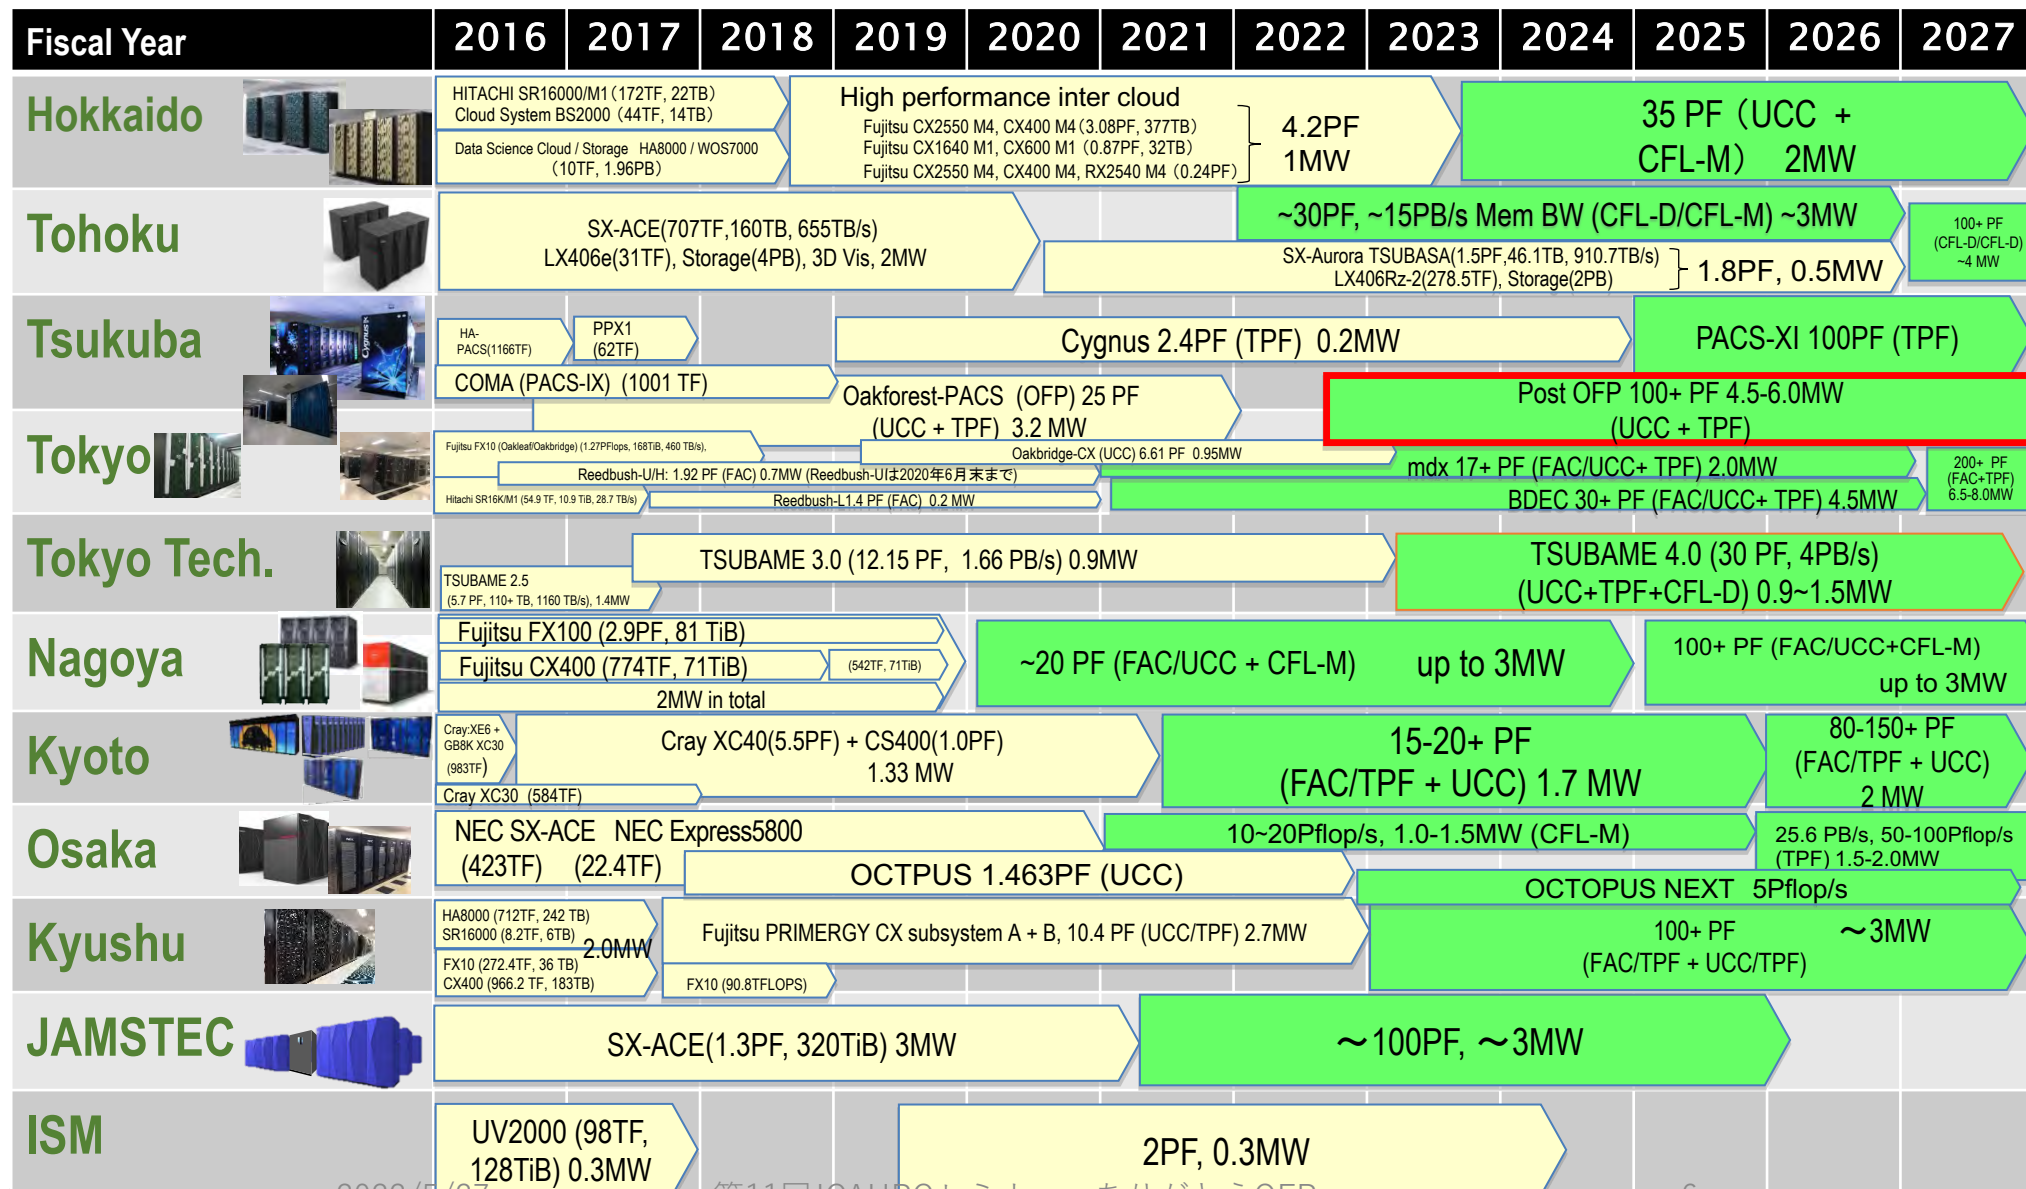 Fiscal Year 2016 2017 2018 2019 2020 2021 2022 2023 2024 2025 2026 2027
Hokkaido
HITACHI SR16000/M1（172TF, 22TB）
Cloud System BS2000（44TF, 14TB）
Data Science Cloud / Storage HA8000 / WOS7000
（10TF, 1.96PB）
High performance inter cloud
Fujitsu CX2550 M4, CX400 M4（3.08PF, 377TB）
Fujitsu CX1640 M1, CX600 M1（0.87PF, 32TB）
Fujitsu CX2550 M4, CX400 M4, RX2540 M4（0.24PF）
4.2PF
1MW
35 PF（UCC +
CFL-M） 2MW
Tohoku
SX-ACE(707TF,160TB, 655TB/s)
LX406e(31TF), Storage(4PB), 3D Vis, 2MW
~30PF, ~15PB/s Mem BW (CFL-D/CFL-M) ~3MW
SX-Aurora TSUBASA(1.5PF,46.1TB, 910.7TB/s)
LX406Rz-2(278.5TF), Storage(2PB)
1.8PF, 0.5MW
100+ PF
(CFL-D/CFL-D)
~4 MW
Tsukuba
HA-
PACS(1166TF)
PPX1
(62TF)
Cygnus 2.4PF (TPF) 0.2MW
PACS-XI 100PF (TPF)
COMA (PACS-IX) (1001 TF)
Oakforest-PACS (OFP) 25 PF
(UCC + TPF) 3.2 MW
Post OFP 100+ PF 4.5-6.0MW
(UCC + TPF)
Tokyo
Fujitsu FX10 (Oakleaf/Oakbridge) (1.27PFlops, 168TiB, 460 TB/s),
Oakbridge-CX (UCC) 6.61 PF 0.95MW
Reedbush-U/H: 1.92 PF (FAC) 0.7MW (Reedbush-Uは2020年6月末まで)
mdx 17+ PF (FAC/UCC+ TPF) 2.0MW
Hitachi SR16K/M1 (54.9 TF, 10.9 TiB, 28.7 TB/s)
Reedbush-L1.4 PF (FAC) 0.2 MW
BDEC 30+ PF (FAC/UCC+ TPF) 4.5MW
200+ PF
(FAC+TPF)
6.5-8.0MW
Tokyo Tech.
TSUBAME 2.5
(5.7 PF, 110+ TB, 1160 TB/s), 1.4MW
TSUBAME 3.0 (12.15 PF, 1.66 PB/s) 0.9MW
TSUBAME 4.0 (30 PF, 4PB/s)
(UCC+TPF+CFL-D) 0.9~1.5MW
Nagoya
Fujitsu FX100 (2.9PF, 81 TiB)
Fujitsu CX400 (774TF, 71TiB)
(542TF, 71TiB)
2MW in total
~20 PF (FAC/UCC + CFL-M) up to 3MW
100+ PF (FAC/UCC+CFL-M)
up to 3MW
Kyoto
Cray:XE6 +
GB8K XC30
(983TF)
Cray XC30 (584TF)
Cray XC40(5.5PF) + CS400(1.0PF)
1.33 MW
15-20+ PF
(FAC/TPF + UCC) 1.7 MW
80-150+ PF
(FAC/TPF + UCC)
2 MW
Osaka
NEC SX-ACE NEC Express5800
(423TF) (22.4TF)
OCTPUS 1.463PF (UCC)
10~20Pflop/s, 1.0-1.5MW (CFL-M)
25.6 PB/s, 50-100Pflop/s
(TPF) 1.5-2.0MW
OCTOPUS NEXT 5Pflop/s
Kyushu
HA8000 (712TF, 242 TB)
SR16000 (8.2TF, 6TB)
2.0MW
FX10 (272.4TF, 36 TB)
CX400 (966.2 TF, 183TB)
Fujitsu PRIMERGY CX subsystem A + B, 10.4 PF (UCC/TPF) 2.7MW
FX10 (90.8TFLOPS)
100+ PF ～3MW
(FAC/TPF + UCC/TPF)
JAMSTEC
SX-ACE(1.3PF, 320TiB) 3MW
～100PF, ～3MW
ISM
UV2000 (98TF,
128TiB) 0.3MW
2PF, 0.3MW